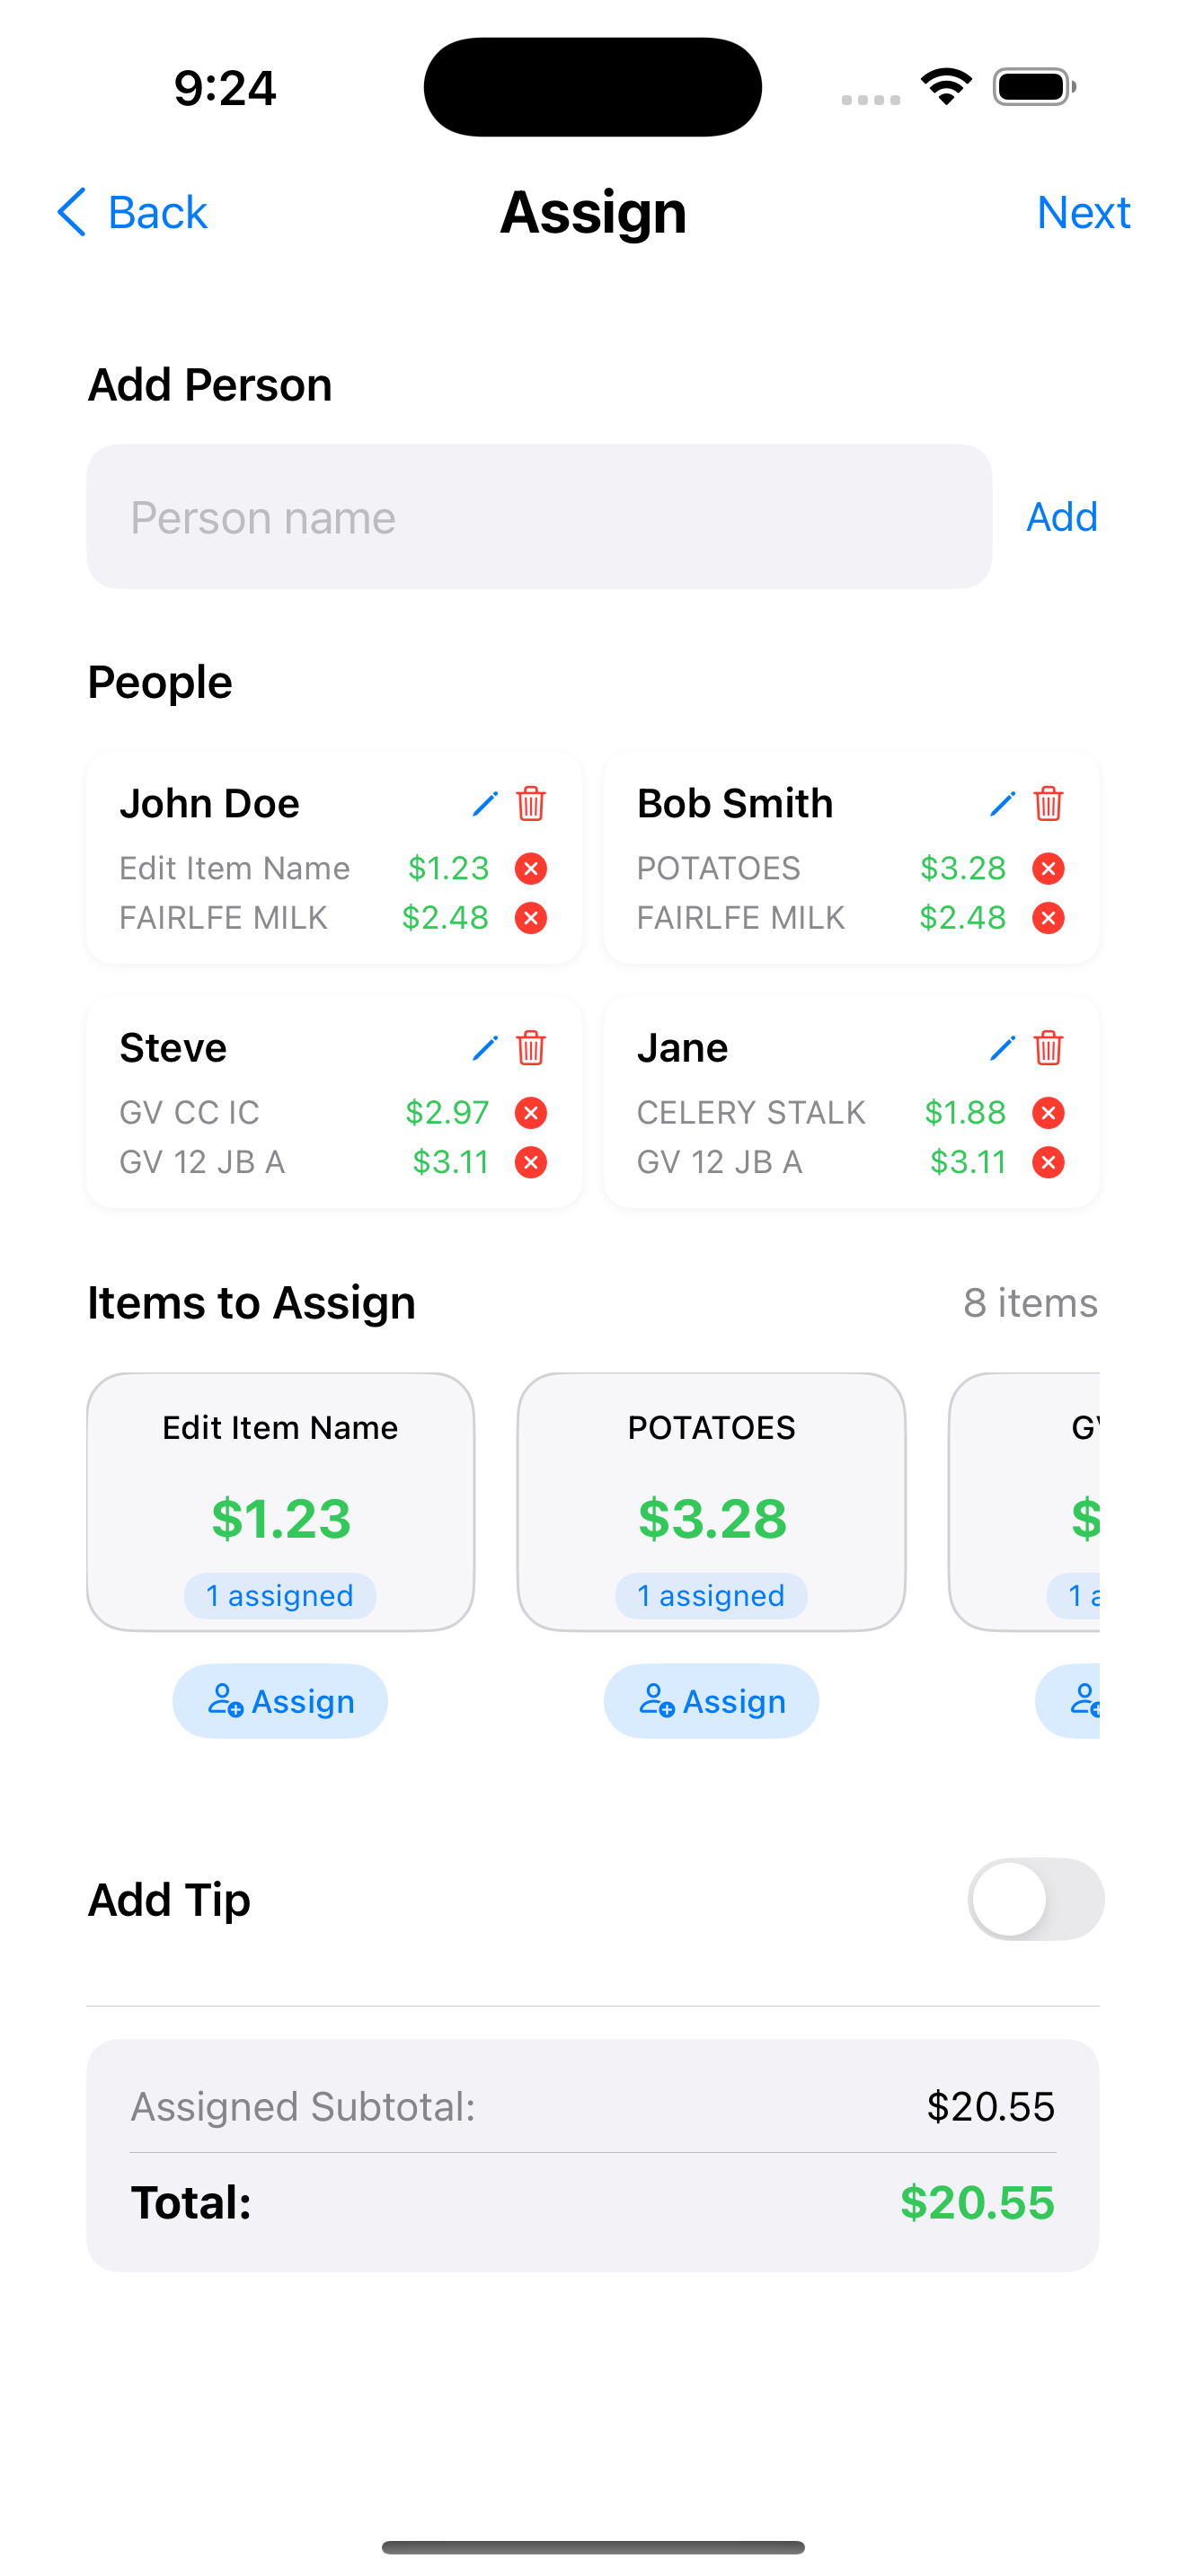 9:24
Back
Assign
Next
Add Person
Person name
Add
People
John Doe
Edit Item Name $1.23
FAIRLFE MILK $2.48
Bob Smith
POTATOES $3.28
FAIRLFE MILK $2.48
Steve
GV CC IC $2.97
GV 12 JB A $3.11
Jane
CELERY STALK $1.88
GV 12 JB A $3.11
Items to Assign
8 items
Edit Item Name
$1.23
1 assigned
Assign
POTATOES
$3.28
1 assigned
Assign
$
1
Add Tip
Assigned Subtotal: $20.55
Total: $20.55